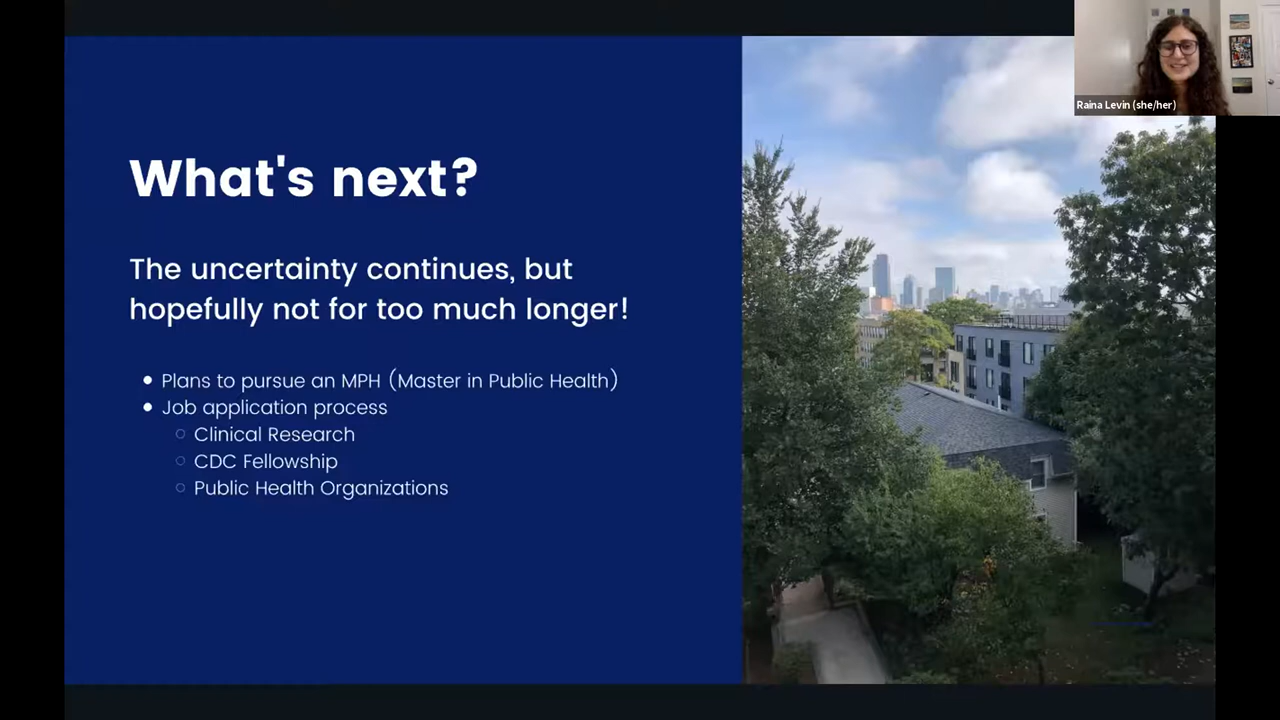 Raina Levin (she/her)
What's next?
The uncertainty continues, but
hopefully not for too much longer!
Plans to pursue an MPH (Master in Public Health)
Job application process
Clinical Research
CDC Fellowship
Public Health Organizations